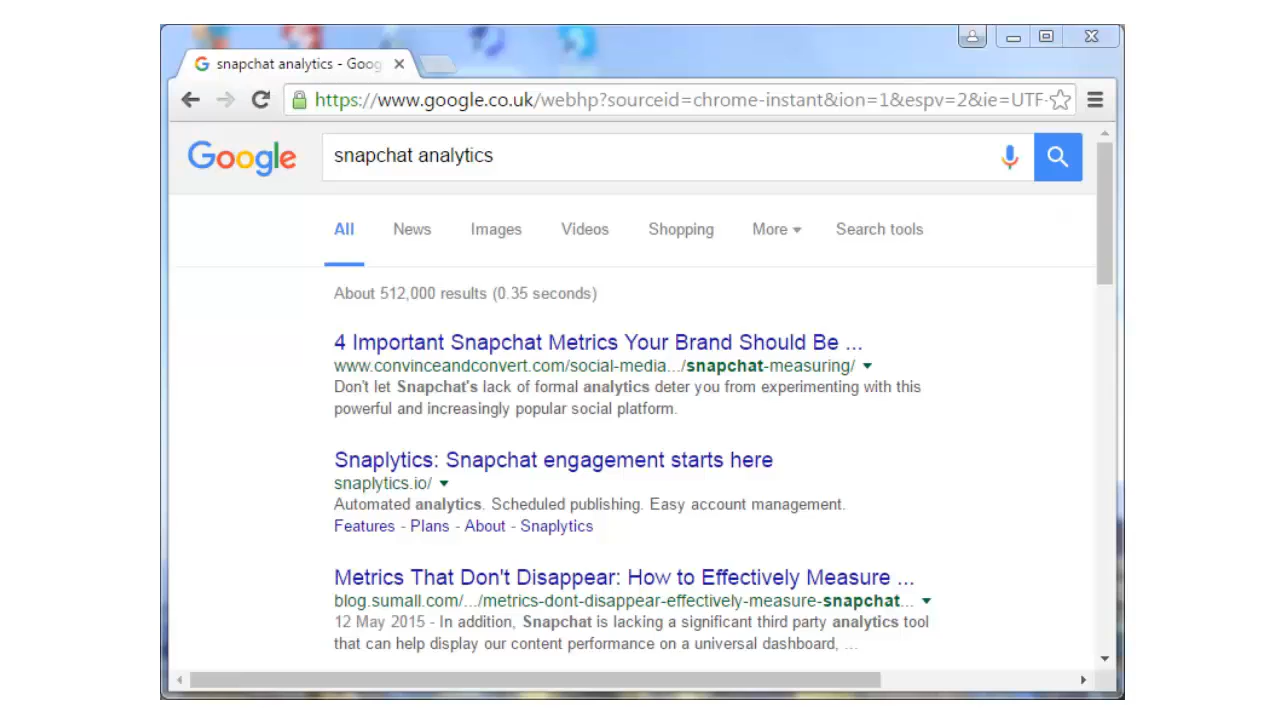 snapchat analytics - Goog
https://www.google.co.uk/webhp?sourceid=chrome-instant&ion=1&espv=2&ie=UTF-
Google
snapchat analytics
All News Images Videos Shopping More Search tools
About 512,000 results (0.35 seconds)
4 Important Snapchat Metrics Your Brand Should Be ...
www.convinceandconvert.com/social-media.../snapchat-measuring/
Don't let Snapchat's lack of formal analytics deter you from experimenting with this
powerful and increasingly popular social platform.
Snaplytics: Snapchat engagement starts here
snaplytics.io/
Automated analytics. Scheduled publishing. Easy account management.
Features - Plans - About - Snaplytics
Metrics That Don't Disappear: How to Effectively Measure ...
blog.sumall.com/.../metrics-dont-disappear-effectively-measure-snapchat...
12 May 2015 - In addition, Snapchat is lacking a significant third party analytics tool
that can help display our content performance on a universal dashboard, ...